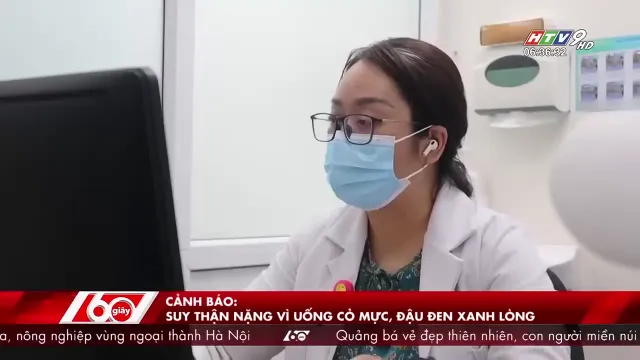 HTV9 HD
06:36:32
60 giây
CẢNH BÁO:
SUY THẬN NẶNG VÌ UỐNG CỎ MỰC, ĐẬU ĐEN XANH LÒNG
a, nông nghiệp vùng ngoại thành Hà Nội 60 Quảng bá vẻ đẹp thiên nhiên, con người miền núi